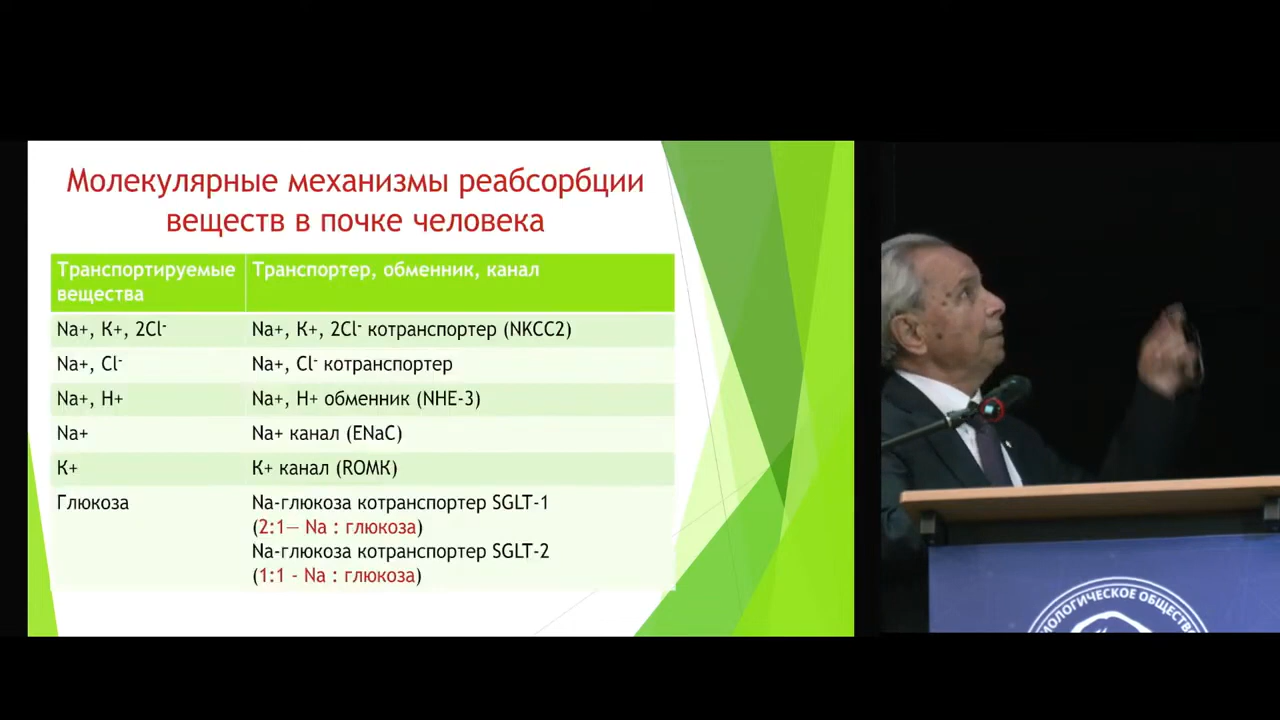 Молекулярные механизмы реабсорбции
веществ в почке человека
Транспортируемые вещества
Транспортер, обменник, канал
Na+, К+, 2Cl-
Na+, К+, 2Cl- котранспортер (NKCC2)
Na+, Cl-
Na+, Cl- котранспортер
Na+, Н+
Na+, Н+ обменник (NHE-3)
Na+
Na+ канал (ENaC)
К+
К+ канал (ROMK)
Глюкоза
Na-глюкоза котранспортер SGLT-1
(2:1— Na : глюкоза)
Na-глюкоза котранспортер SGLT-2
(1:1 - Na : глюкоза)